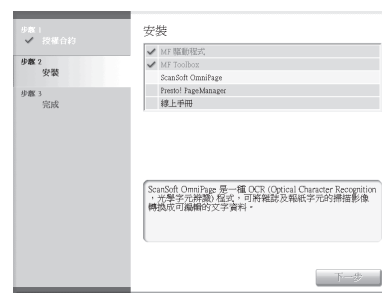 步驟 1
授權合約
步驟 2
安裝
步驟 3
完成
安裝
MF 驅動程式
MF Toolbox
ScanSoft OmniPage
Presto! PageManager
線上手冊
ScanSoft OmniPage 是一種 OCR (Optical Character Recognition
，光學字元辨識) 程式，可將雜誌及報紙字元的掃描影像
轉換成可編輯的文字資料。
下一步